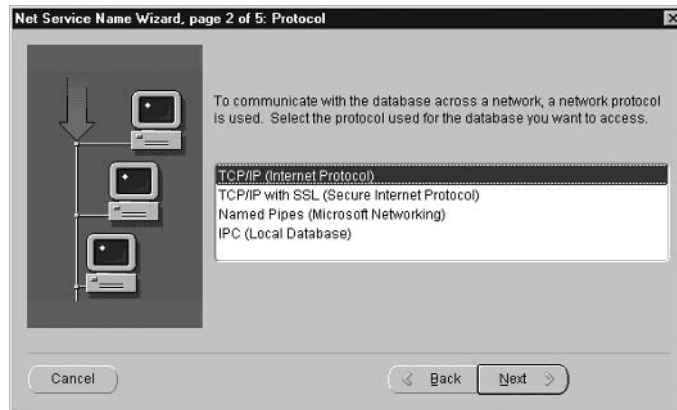 Net Service Name Wizard, page 2 of 5: Protocol
To communicate with the database across a network, a network protocol
is used. Select the protocol used for the database you want to access.
TCP/IP (Internet Protocol)
TCP/IP with SSL (Secure Internet Protocol)
Named Pipes (Microsoft Networking)
IPC (Local Database)
Cancel
Back
Next